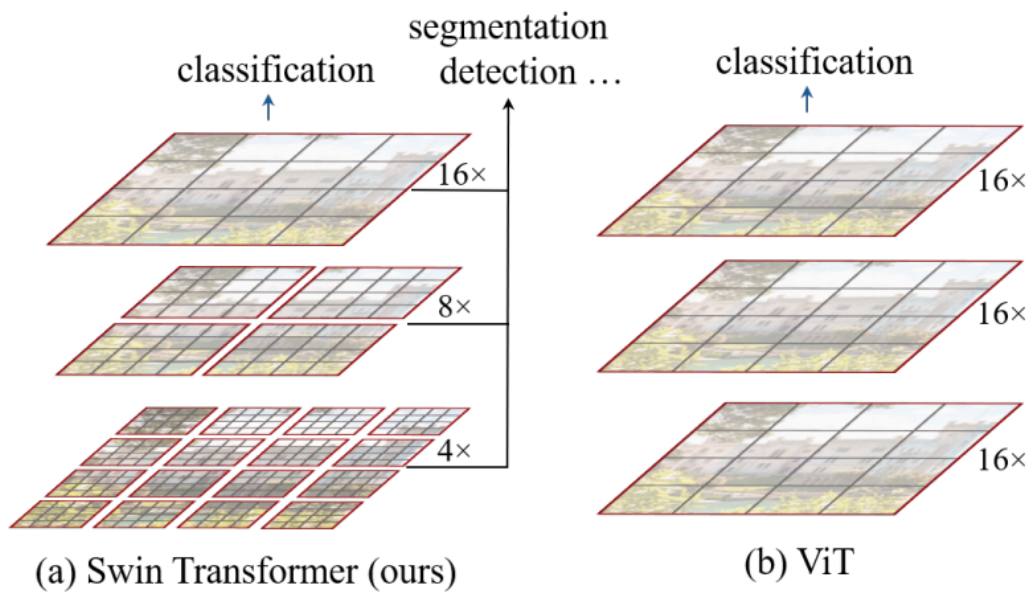 segmentation
detection ...
classification
16×
8×
4×
(a) Swin Transformer (ours)
classification
16×
16×
16×
(b) ViT